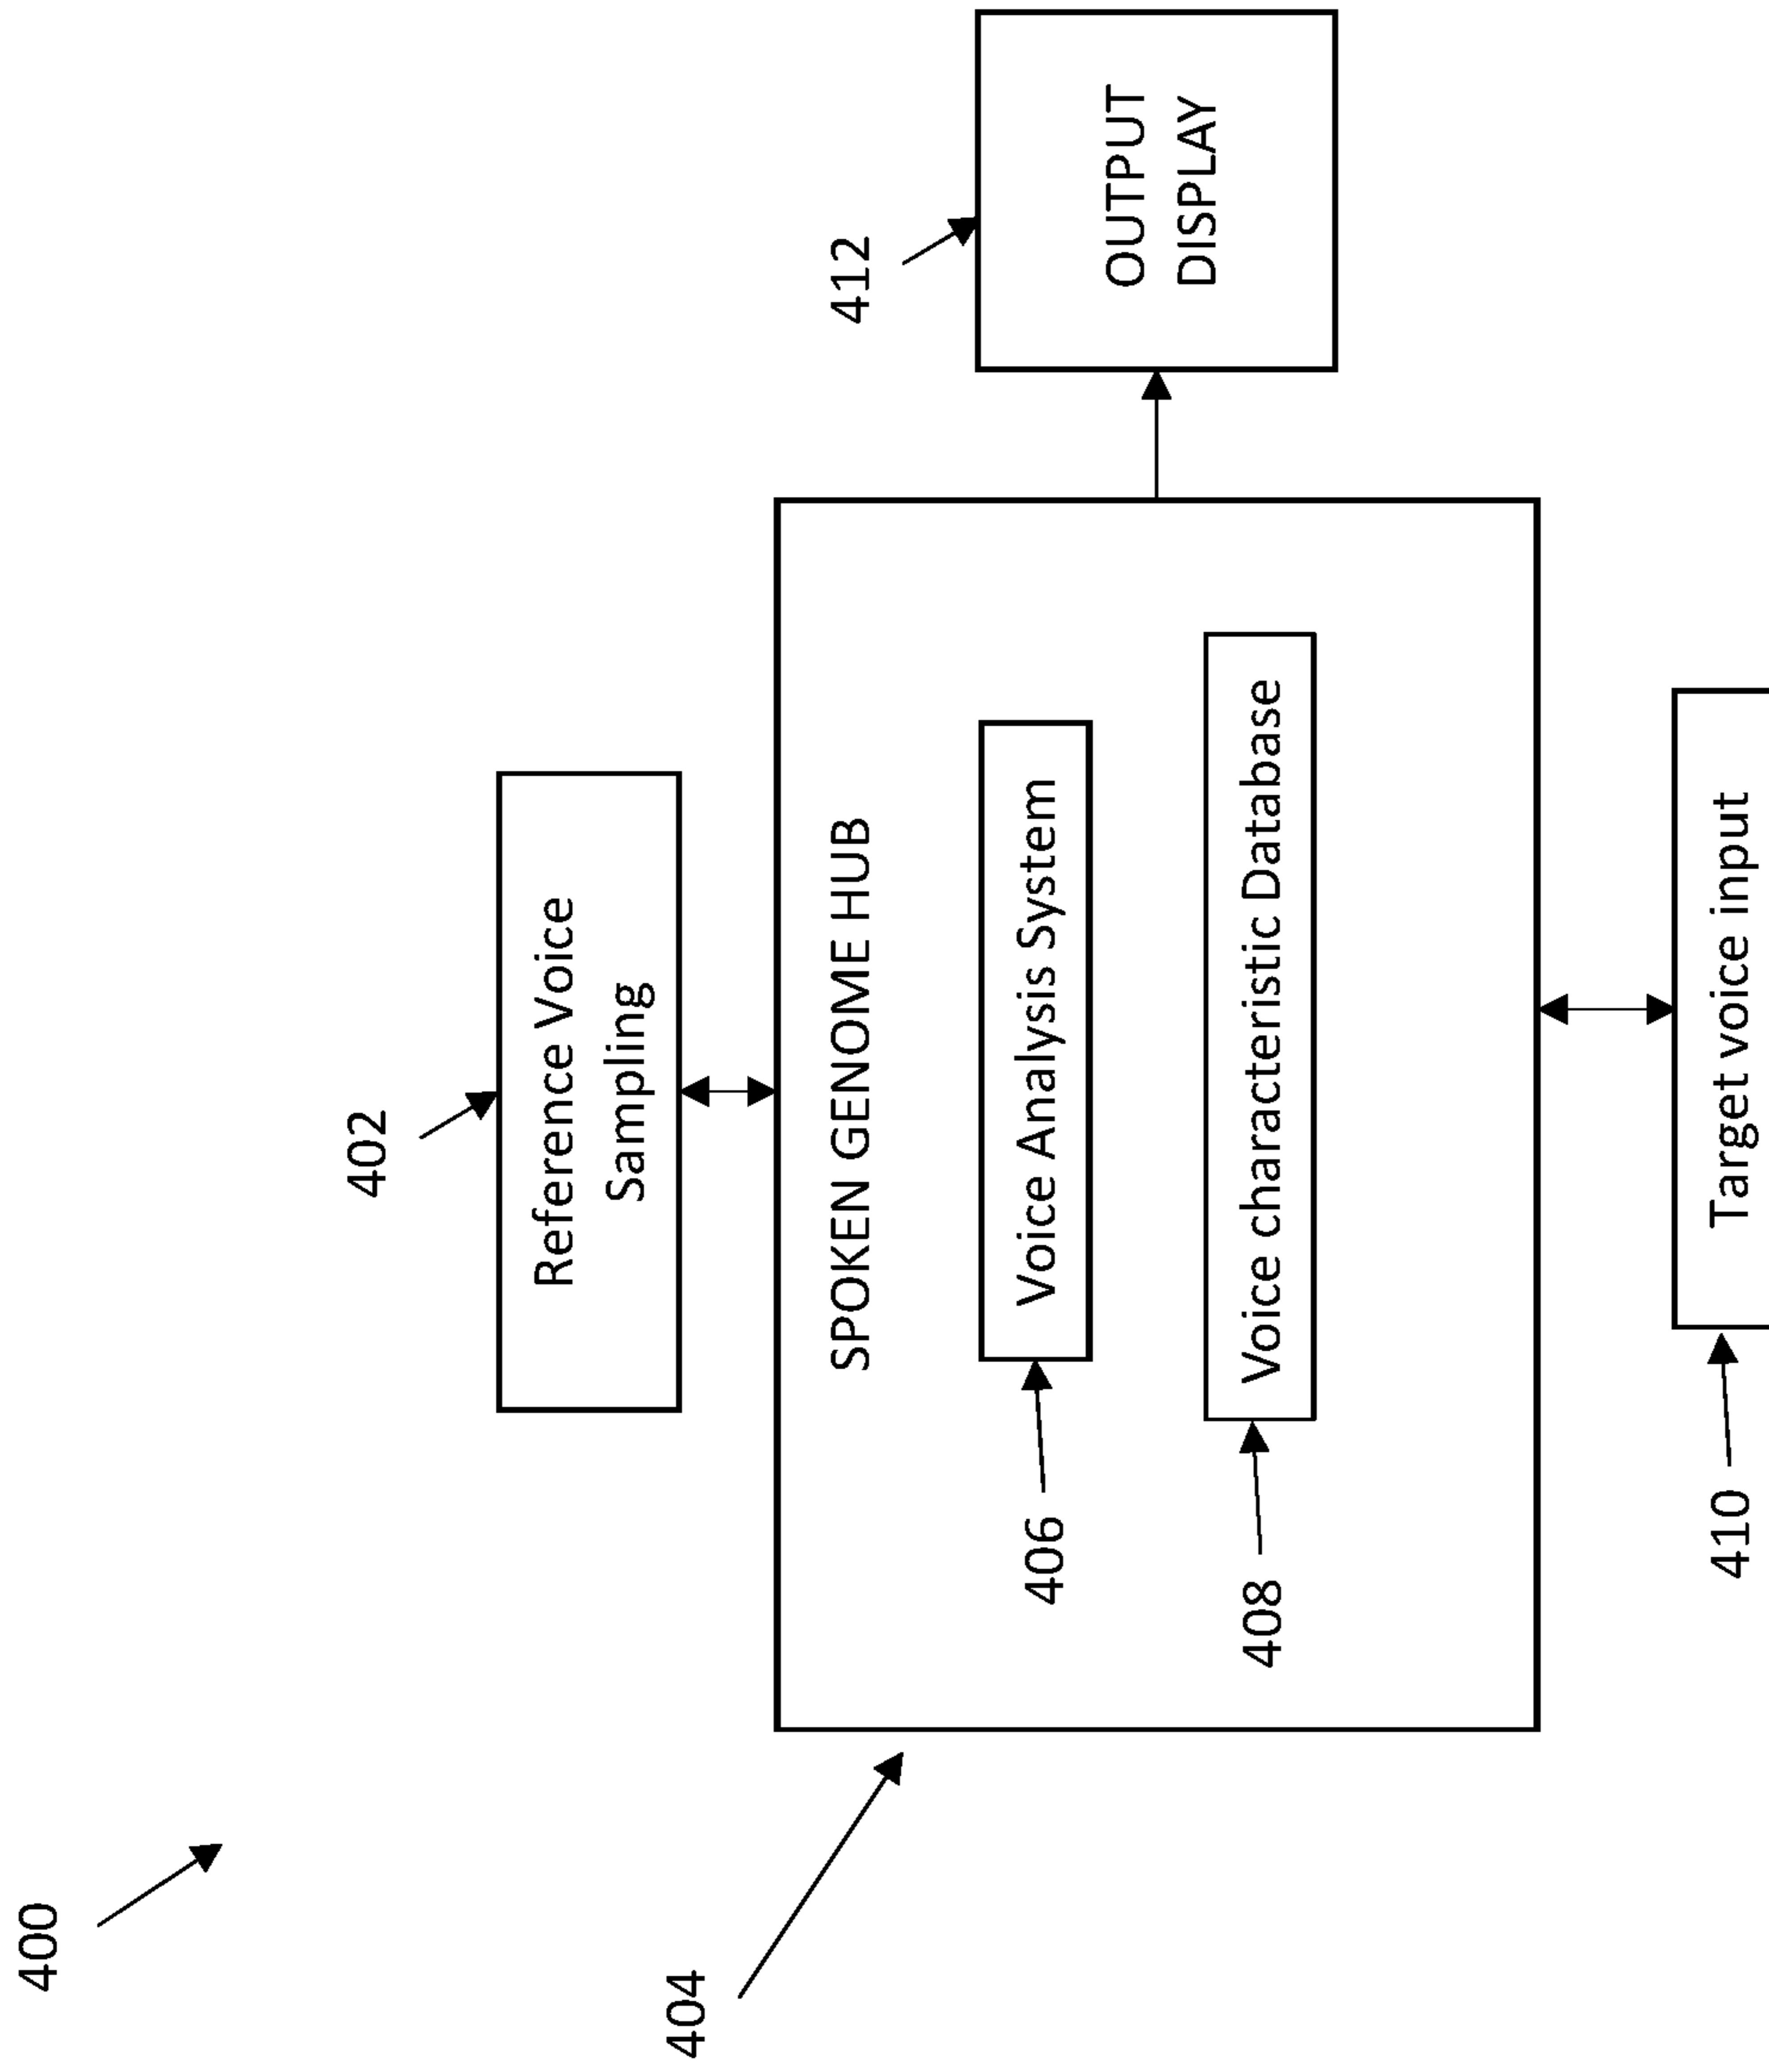 400
402
Reference Voice
Sampling
404
SPOKEN GENOME HUB
406
Voice Analysis System
408
Voice characteristic Database
412
OUTPUT
DISPLAY
410
Target voice input